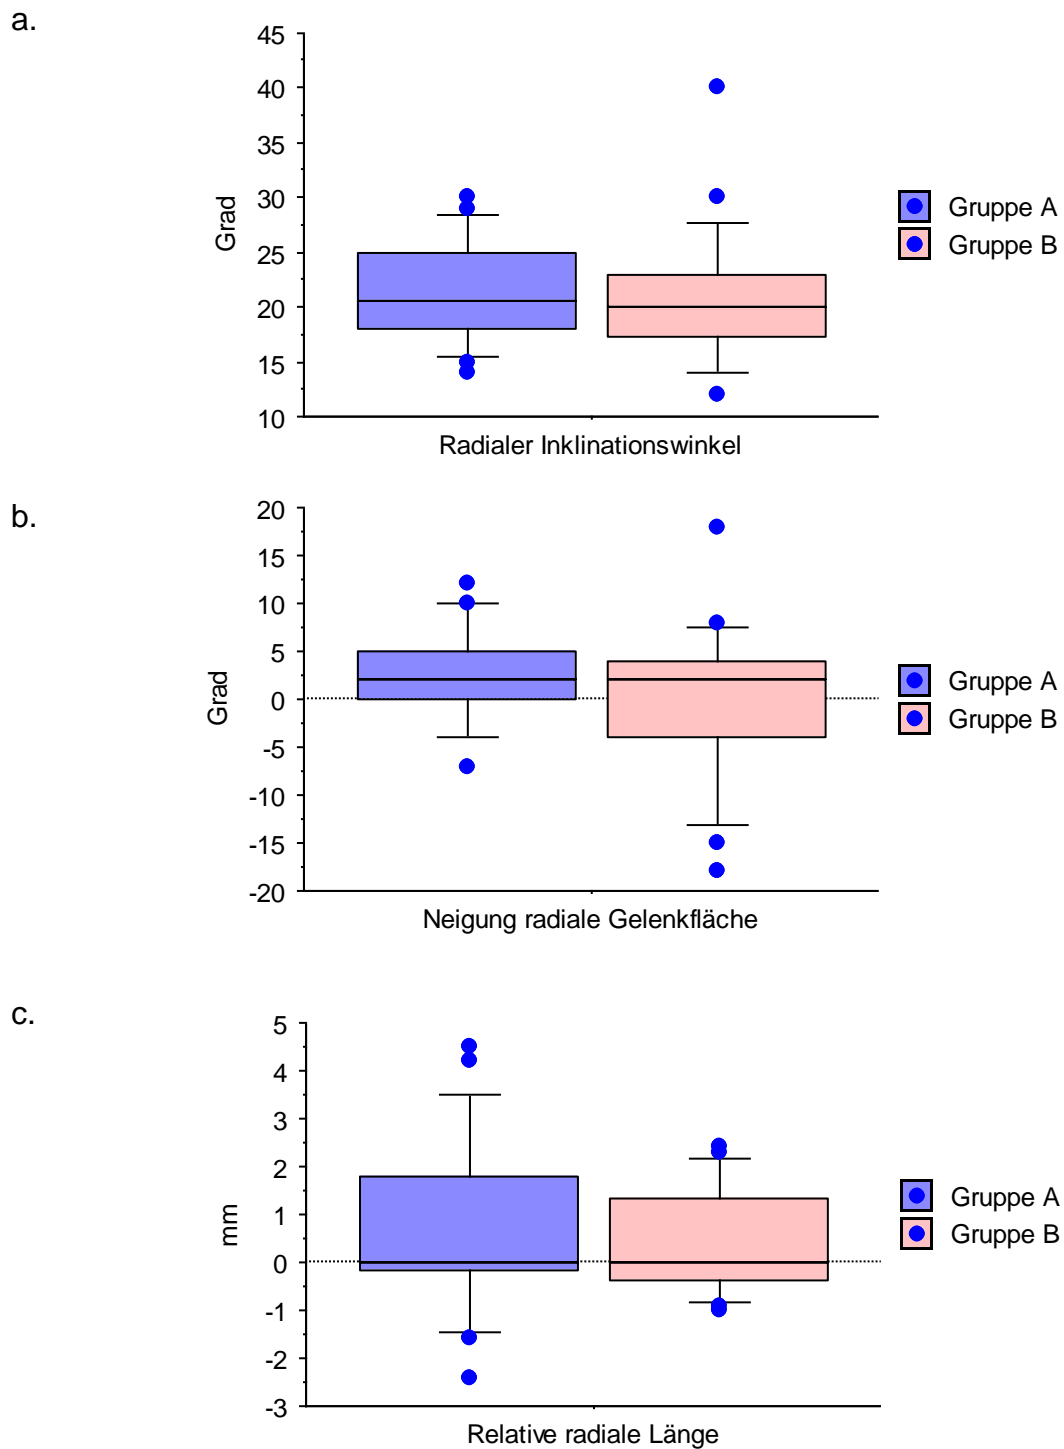 a.
45
40
35
30
25
20
15
10
Grad
Radialer Inklinationswinkel
Gruppe A
Gruppe B
b.
20
15
10
5
0
-5
-10
-15
-20
Grad
Neigung radiale Gelenkfläche
Gruppe A
Gruppe B
c.
5
4
3
2
1
0
-1
-2
-3
mm
Relative radiale Länge
Gruppe A
Gruppe B